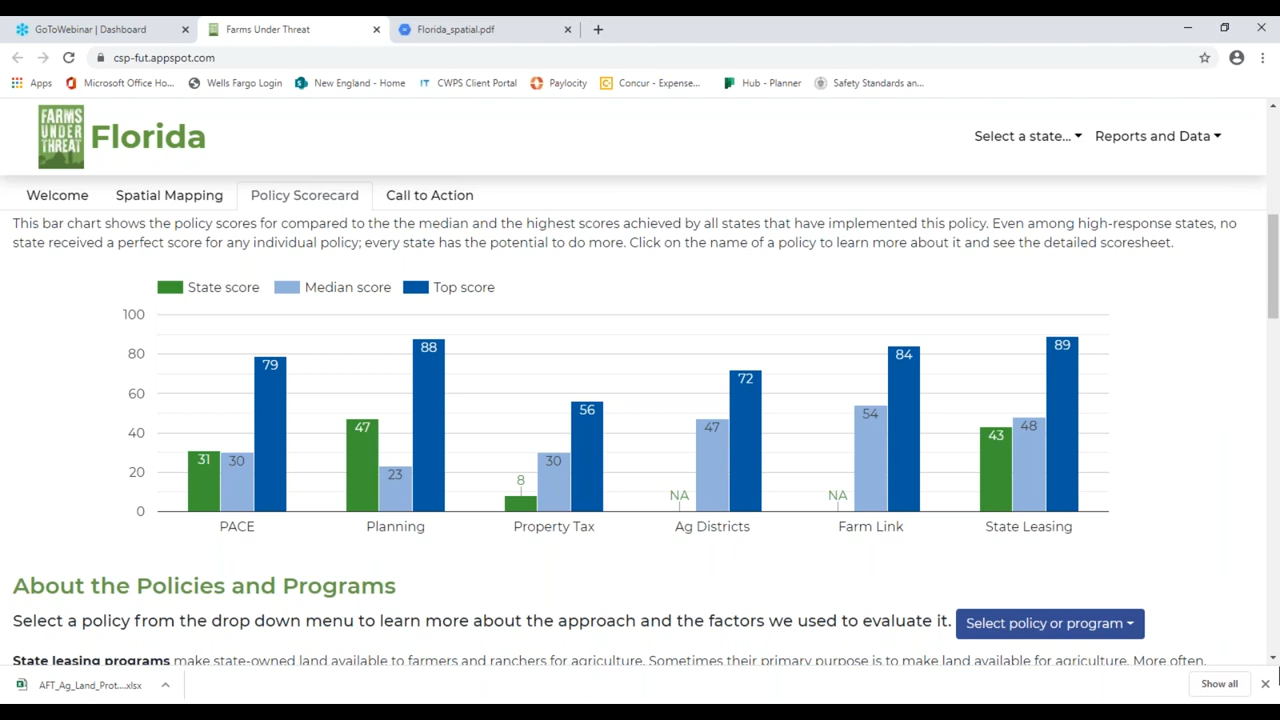 GoToWebinar | Dashboard
Farms Under Threat
Florida_spatial.pdf
csp-fut.appspot.com
Apps
Microsoft Office Ho...
Wells Fargo Login
New England - Home
IT CWPS Client Portal
Paylocity
Concur - Expense...
Hub - Planner
Safety Standards an...
FARMS
UNDER
THREAT
Florida
Select a state...
Reports and Data
Welcome
Spatial Mapping
Policy Scorecard
Call to Action
This bar chart shows the policy scores for compared to the the median and the highest scores achieved by all states that have implemented this policy. Even among high-response states, no
state received a perfect score for any individual policy; every state has the potential to do more. Click on the name of a policy to learn more about it and see the detailed scoresheet.
State score
Median score
Top score
100
80
60
40
20
0
31
30
79
47
23
88
8
30
56
NA
47
72
NA
54
84
43
48
89
PACE
Planning
Property Tax
Ag Districts
Farm Link
State Leasing
About the Policies and Programs
Select a policy from the drop down menu to learn more about the approach and the factors we used to evaluate it.
Select policy or program
State leasing programs make state-owned land available to farmers and ranchers for agriculture. Sometimes their primary purpose is to make land available for agriculture. More often,
AFT_Ag_Land_Prot....xlsx
Show all